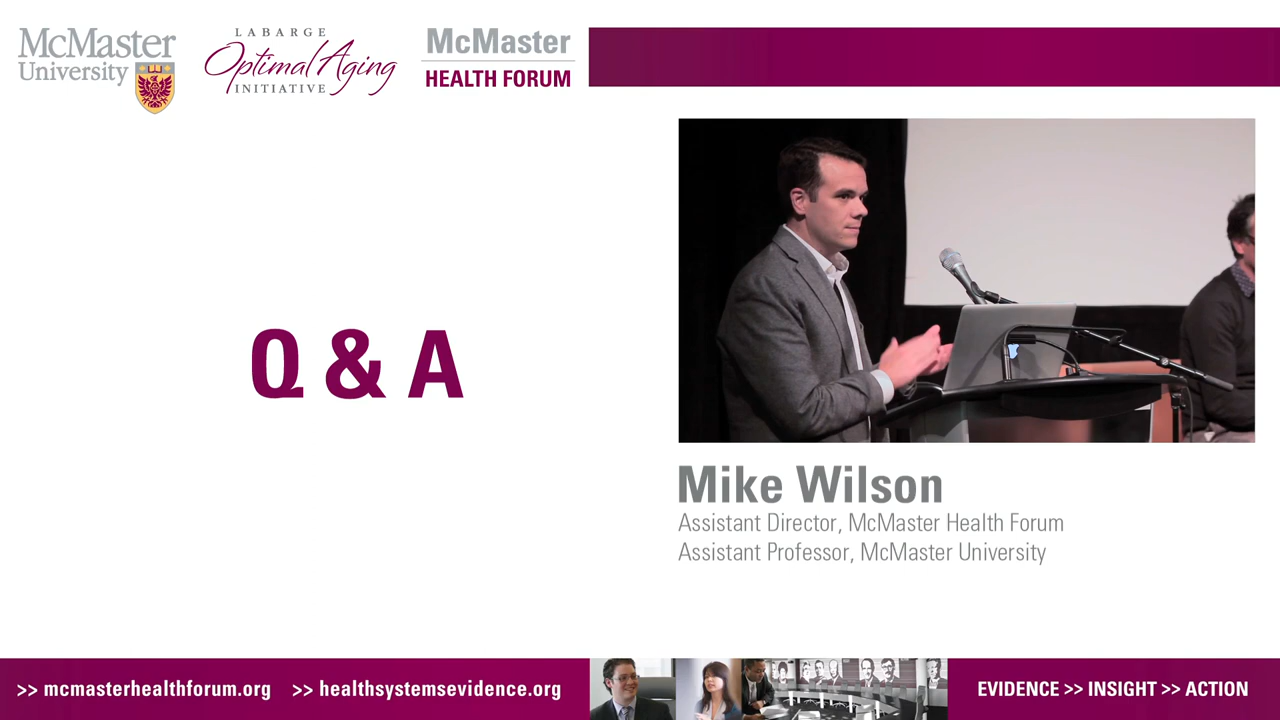 McMaster
University
LABARGE
Optimal Aging
INITIATIVE
McMaster
HEALTH FORUM
Q & A
Mike Wilson
Assistant Director, McMaster Health Forum
Assistant Professor, McMaster University
>> mcmasterhealthforum.org >> healthsystemsevidence.org
EVIDENCE >> INSIGHT >> ACTION